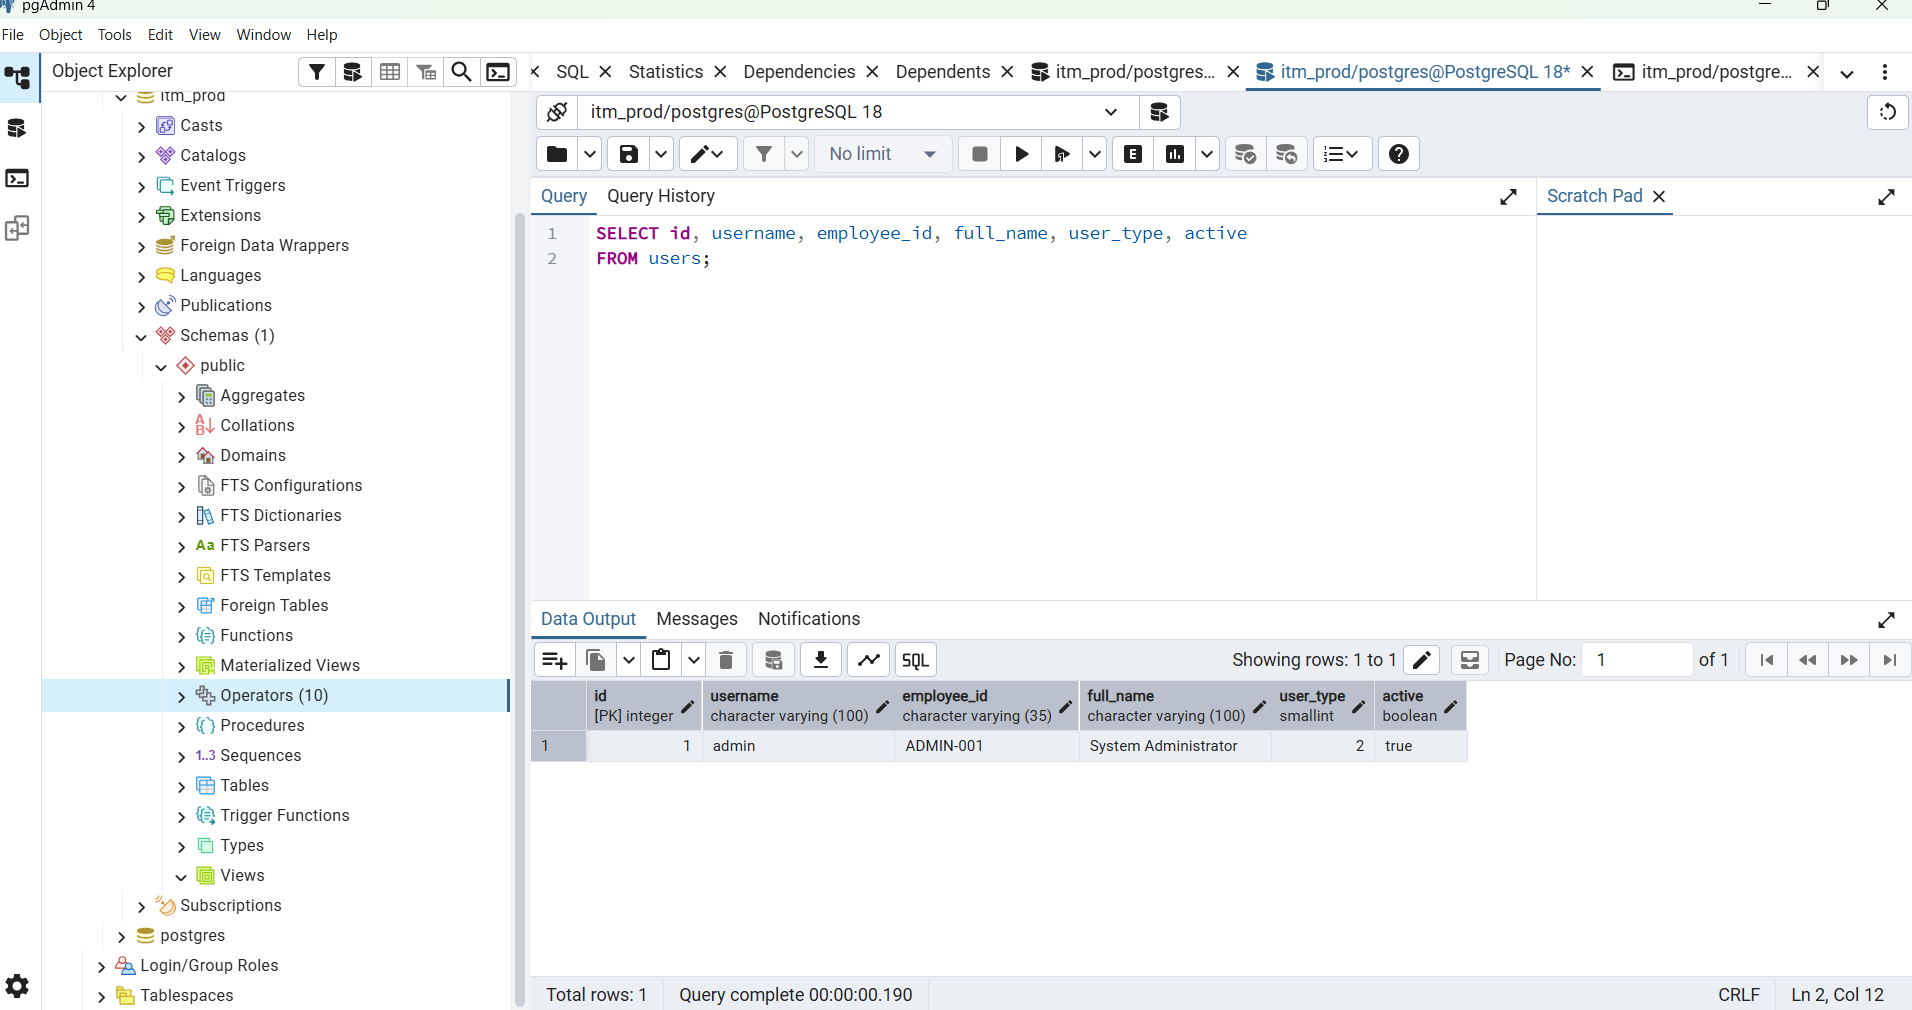 pgAdmin 4
File Object Tools Edit View Window Help
Object Explorer
SQL Statistics Dependencies Dependents itm_prod/postgres... itm_prod/postgres@PostgreSQL 18* itm_prod/postgre...
itm_prod
Casts
Catalogs
Event Triggers
Extensions
Foreign Data Wrappers
Languages
Publications
Schemas (1)
public
Aggregates
Collations
Domains
FTS Configurations
FTS Dictionaries
Aa FTS Parsers
FTS Templates
Foreign Tables
Functions
Materialized Views
Operators (10)
Procedures
1..3 Sequences
Tables
Trigger Functions
Types
Views
Subscriptions
postgres
Login/Group Roles
Tablespaces
itm_prod/postgres@PostgreSQL 18
No limit
E
Query Query History
Scratch Pad
1 SELECT id, username, employee_id, full_name, user_type, active
2 FROM users;
Data Output Messages Notifications
SQL
Showing rows: 1 to 1
Page No: 1 of 1
id username employee_id full_name user_type active
[PK] integer character varying (100) character varying (35) character varying (100) smallint boolean
1 1 admin ADMIN-001 System Administrator 2 true
Total rows: 1 Query complete 00:00:00.190 CRLF Ln 2, Col 12